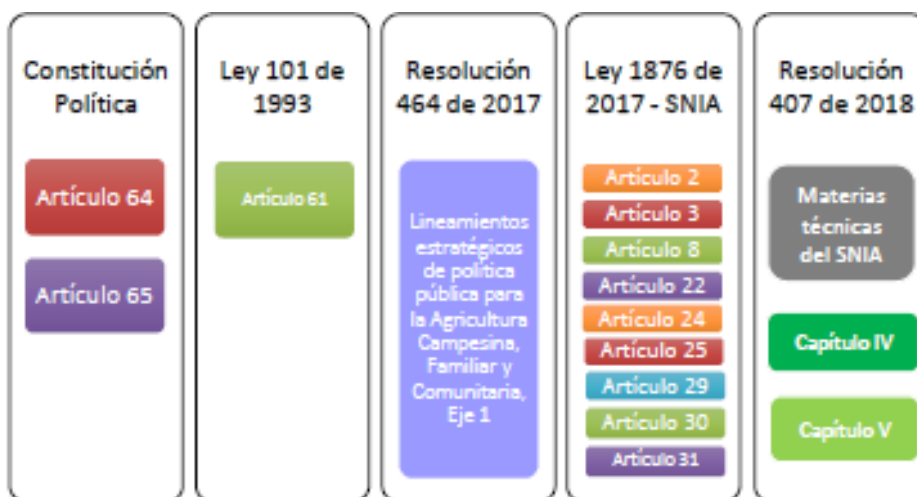 Constitución
Política
Artículo 64
Artículo 65
Ley 101 de
1993
Artículo 61
Resolución
464 de 2017
Lineamientos
estratégicos
de política
pública para
la Agricultura
Campesina,
Familiar y
Comunitaria,
Eje 1
Ley 1876 de
2017 - SNIA
Artículo 2
Artículo 3
Artículo 8
Artículo 22
Artículo 24
Artículo 25
Artículo 29
Artículo 30
Artículo 31
Resolución
407 de 2018
Materias
técnicas
del SNIA
Capítulo IV
Capítulo V